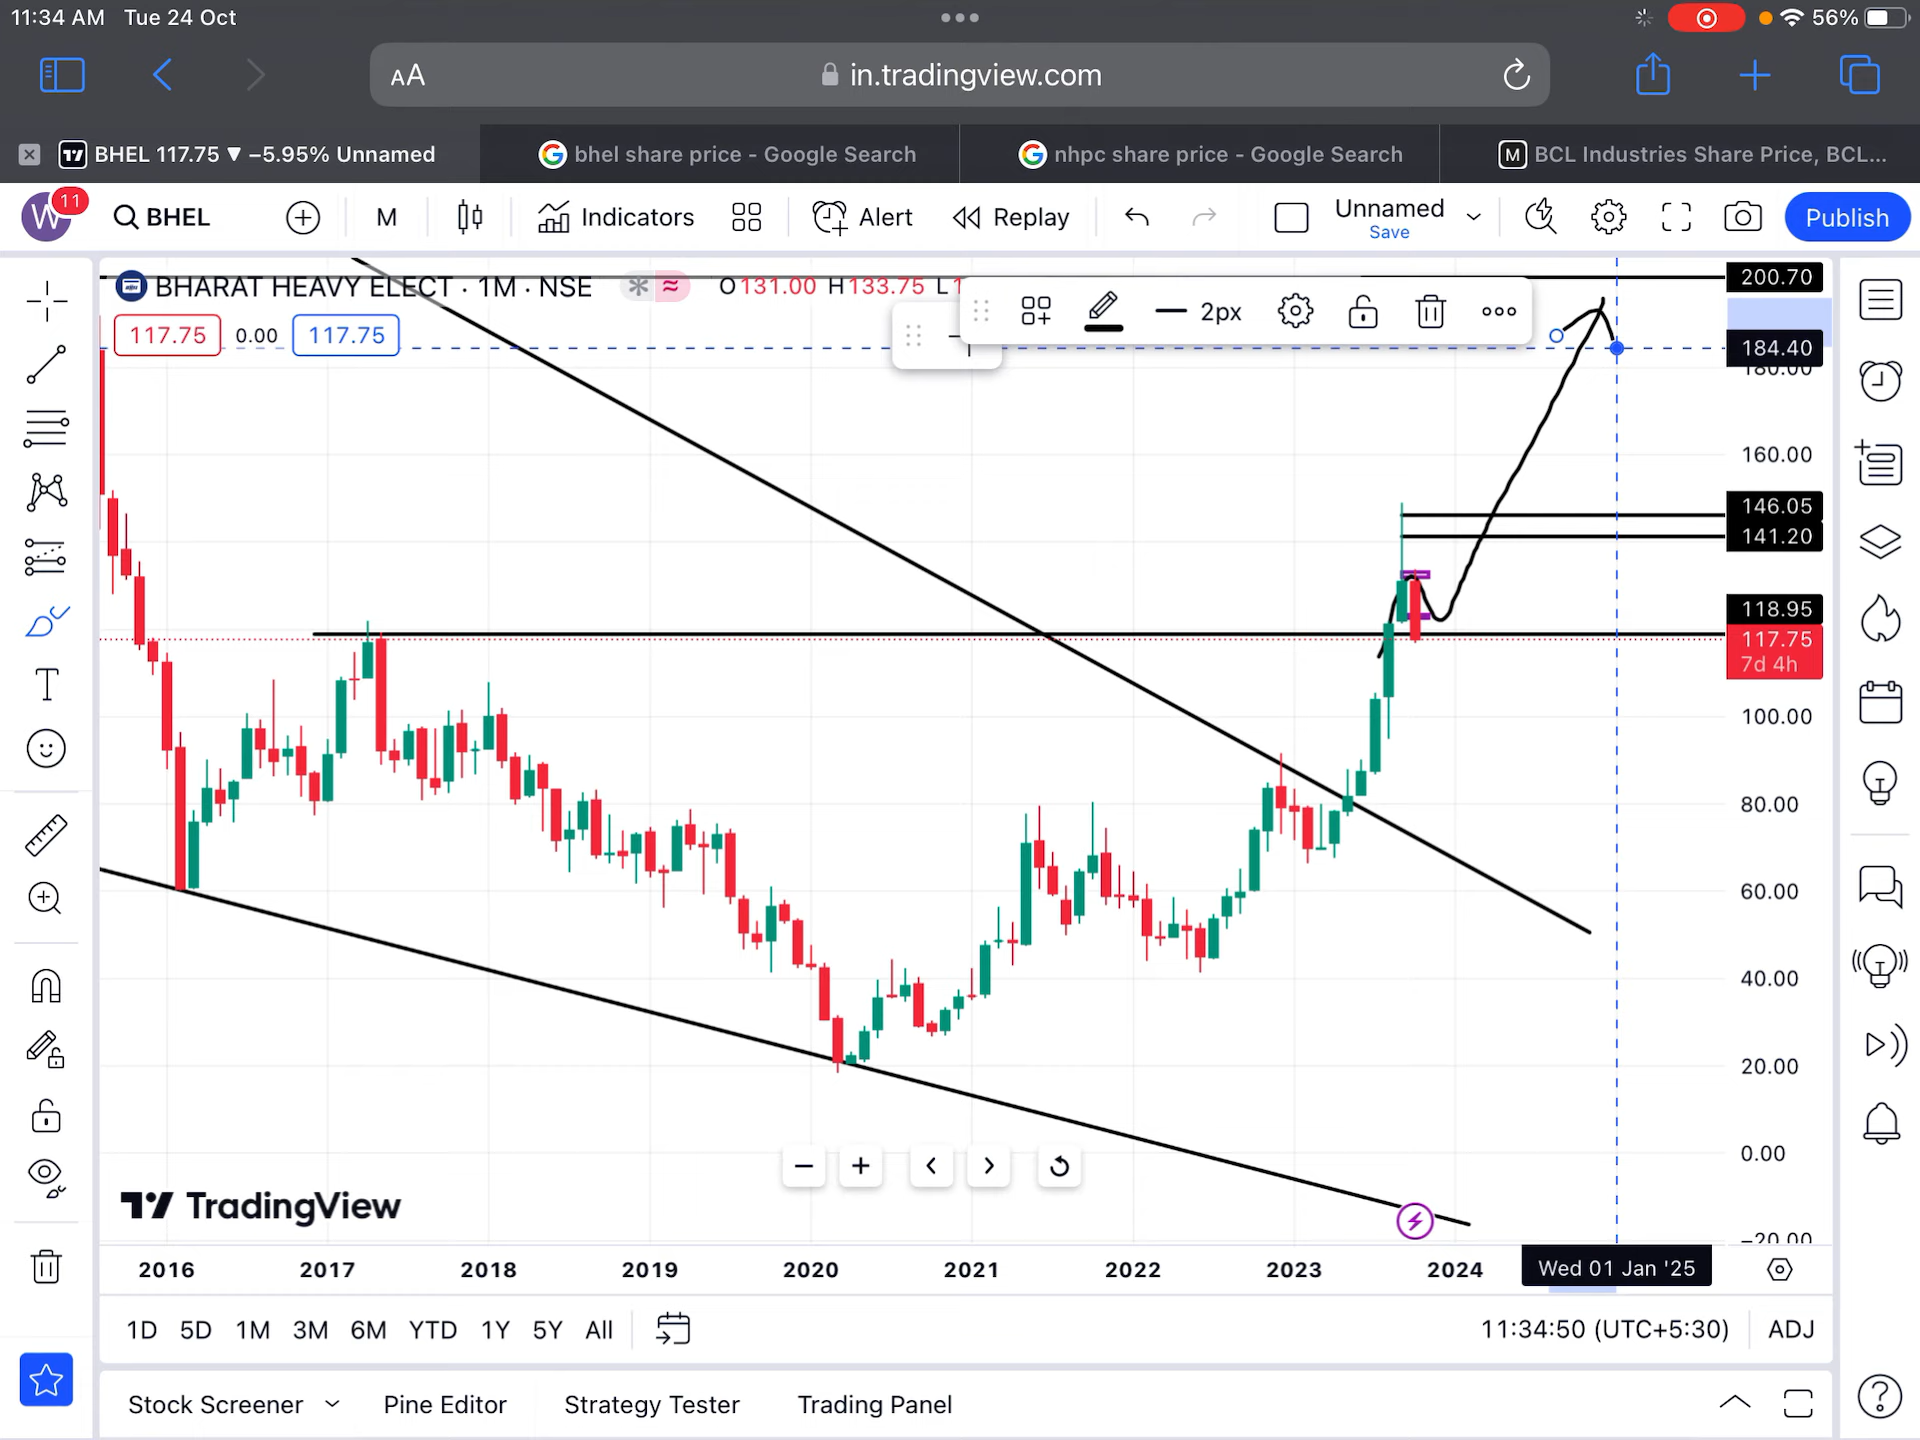 11:34 AM Tue 24 Oct
56%
AA in.tradingview.com
BHEL 117.75 ▼ −5.95% Unnamed
bhel share price - Google Search
nhpc share price - Google Search
M BCL Industries Share Price, BCL...
W 11 BHEL M Indicators Alert Replay Unnamed
Save
Publish
BHARAT HEAVY ELECT · 1M · NSE O131.00 H133.75 L1
117.75 0.00 117.75
2px
200.70
184.40
180.00
160.00
146.05
141.20
118.95
117.75
7d 4h
100.00
80.00
60.00
40.00
20.00
0.00
−20.00
TradingView
2016 2017 2018 2019 2020 2021 2022 2023 2024 Wed 01 Jan '25
1D 5D 1M 3M 6M YTD 1Y 5Y All 11:34:50 (UTC+5:30) ADJ
Stock Screener Pine Editor Strategy Tester Trading Panel